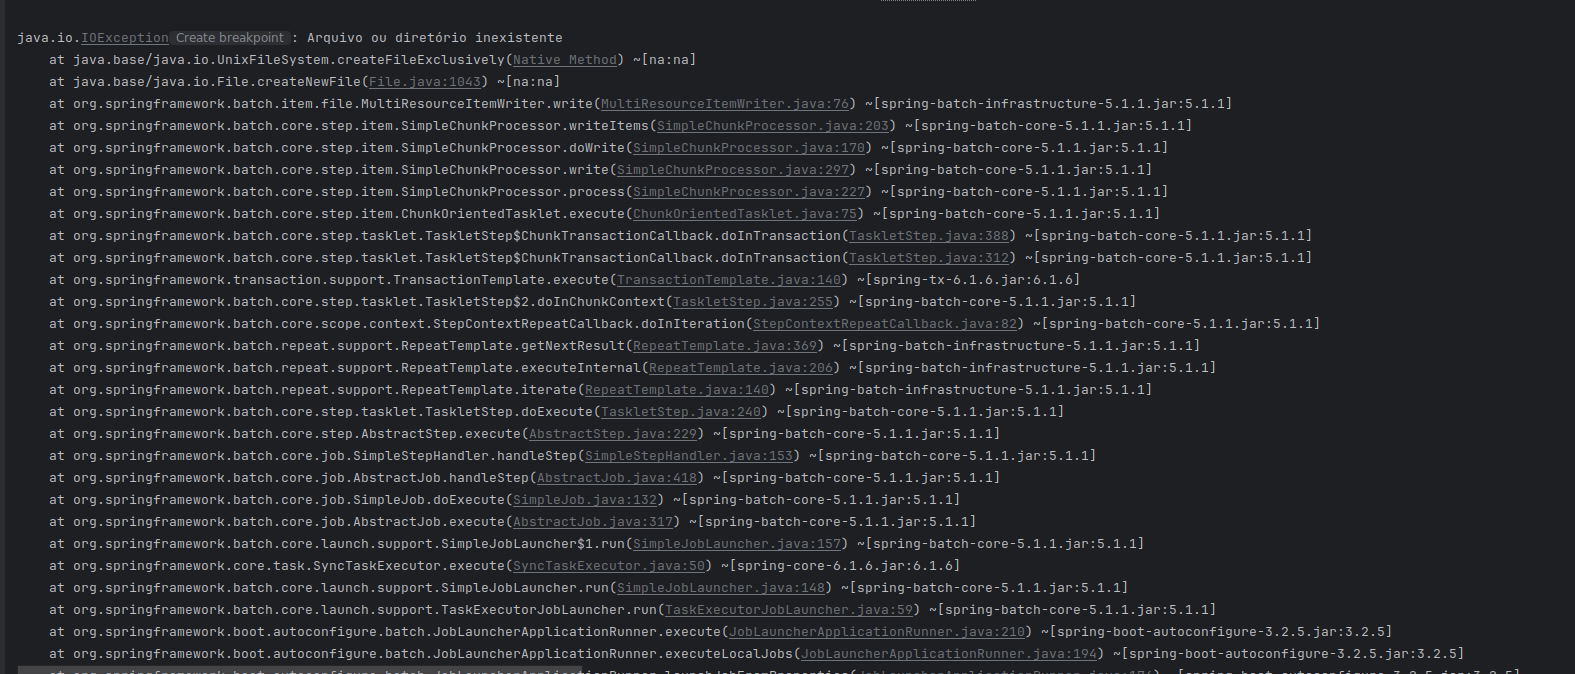 java.io.IOException Create breakpoint : Arquivo ou diretório inexistente
at java.base/java.io.UnixFileSystem.createFileExclusively(Native Method) ~[na:na]
at java.base/java.io.File.createNewFile(File.java:1043) ~[na:na]
at org.springframework.batch.item.file.MultiResourceItemWriter.write(MultiResourceItemWriter.java:76) ~[spring-batch-infrastructure-5.1.1.jar:5.1.1]
at org.springframework.batch.core.step.item.SimpleChunkProcessor.writeItems(SimpleChunkProcessor.java:203) ~[spring-batch-core-5.1.1.jar:5.1.1]
at org.springframework.batch.core.step.item.SimpleChunkProcessor.doWrite(SimpleChunkProcessor.java:170) ~[spring-batch-core-5.1.1.jar:5.1.1]
at org.springframework.batch.core.step.item.SimpleChunkProcessor.write(SimpleChunkProcessor.java:297) ~[spring-batch-core-5.1.1.jar:5.1.1]
at org.springframework.batch.core.step.item.SimpleChunkProcessor.process(SimpleChunkProcessor.java:227) ~[spring-batch-core-5.1.1.jar:5.1.1]
at org.springframework.batch.core.step.item.ChunkOrientedTasklet.execute(ChunkOrientedTasklet.java:75) ~[spring-batch-core-5.1.1.jar:5.1.1]
at org.springframework.batch.core.step.tasklet.TaskletStep$ChunkTransactionCallback.doInTransaction(TaskletStep.java:388) ~[spring-batch-core-5.1.1.jar:5.1.1]
at org.springframework.batch.core.step.tasklet.TaskletStep$ChunkTransactionCallback.doInTransaction(TaskletStep.java:312) ~[spring-batch-core-5.1.1.jar:5.1.1]
at org.springframework.transaction.support.TransactionTemplate.execute(TransactionTemplate.java:140) ~[spring-tx-6.1.6.jar:6.1.6]
at org.springframework.batch.core.step.tasklet.TaskletStep$2.doInChunkContext(TaskletStep.java:255) ~[spring-batch-core-5.1.1.jar:5.1.1]
at org.springframework.batch.core.scope.context.StepContextRepeatCallback.doInIteration(StepContextRepeatCallback.java:82) ~[spring-batch-core-5.1.1.jar:5.1.1]
at org.springframework.batch.repeat.support.RepeatTemplate.getNextResult(RepeatTemplate.java:369) ~[spring-batch-infrastructure-5.1.1.jar:5.1.1]
at org.springframework.batch.repeat.support.RepeatTemplate.executeInternal(RepeatTemplate.java:206) ~[spring-batch-infrastructure-5.1.1.jar:5.1.1]
at org.springframework.batch.repeat.support.RepeatTemplate.iterate(RepeatTemplate.java:140) ~[spring-batch-infrastructure-5.1.1.jar:5.1.1]
at org.springframework.batch.core.step.tasklet.TaskletStep.doExecute(TaskletStep.java:240) ~[spring-batch-core-5.1.1.jar:5.1.1]
at org.springframework.batch.core.step.AbstractStep.execute(AbstractStep.java:229) ~[spring-batch-core-5.1.1.jar:5.1.1]
at org.springframework.batch.core.job.SimpleStepHandler.handleStep(SimpleStepHandler.java:153) ~[spring-batch-core-5.1.1.jar:5.1.1]
at org.springframework.batch.core.job.AbstractJob.handleStep(AbstractJob.java:418) ~[spring-batch-core-5.1.1.jar:5.1.1]
at org.springframework.batch.core.job.SimpleJob.doExecute(SimpleJob.java:132) ~[spring-batch-core-5.1.1.jar:5.1.1]
at org.springframework.batch.core.job.AbstractJob.execute(AbstractJob.java:317) ~[spring-batch-core-5.1.1.jar:5.1.1]
at org.springframework.batch.core.launch.support.SimpleJobLauncher$1.run(SimpleJobLauncher.java:157) ~[spring-batch-core-5.1.1.jar:5.1.1]
at org.springframework.core.task.SyncTaskExecutor.execute(SyncTaskExecutor.java:50) ~[spring-core-6.1.6.jar:6.1.6]
at org.springframework.batch.core.launch.support.SimpleJobLauncher.run(SimpleJobLauncher.java:148) ~[spring-batch-core-5.1.1.jar:5.1.1]
at org.springframework.batch.core.launch.support.TaskExecutorJobLauncher.run(TaskExecutorJobLauncher.java:59) ~[spring-batch-core-5.1.1.jar:5.1.1]
at org.springframework.boot.autoconfigure.batch.JobLauncherApplicationRunner.execute(JobLauncherApplicationRunner.java:210) ~[spring-boot-autoconfigure-3.2.5.jar:3.2.5]
at org.springframework.boot.autoconfigure.batch.JobLauncherApplicationRunner.executeLocalJobs(JobLauncherApplicationRunner.java:194) ~[spring-boot-autoconfigure-3.2.5.jar:3.2.5]